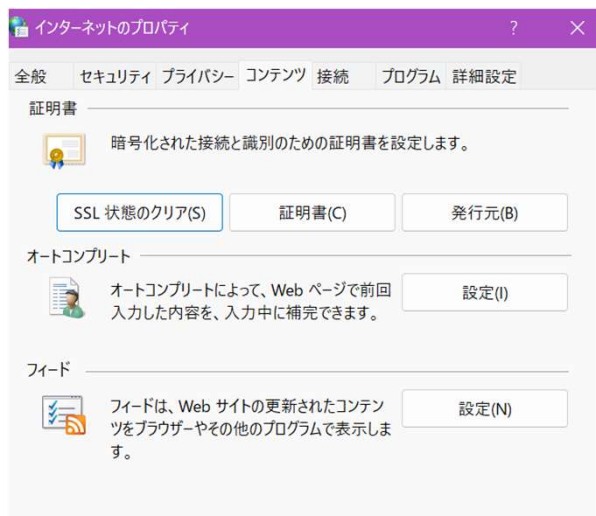 インターネットのプロパティ ? ×
全般 セキュリティ プライバシー コンテンツ 接続 プログラム 詳細設定
証明書
暗号化された接続と識別のための証明書を設定します。
SSL 状態のクリア(S) 証明書(C) 発行元(B)
オートコンプリート
オートコンプリートによって、Web ページで前回
入力した内容を、入力中に補完できます。
設定(I)
フィード
フィードは、Web サイトの更新されたコンテン
ツをブラウザーやその他のプログラムで表示しま
す。
設定(N)